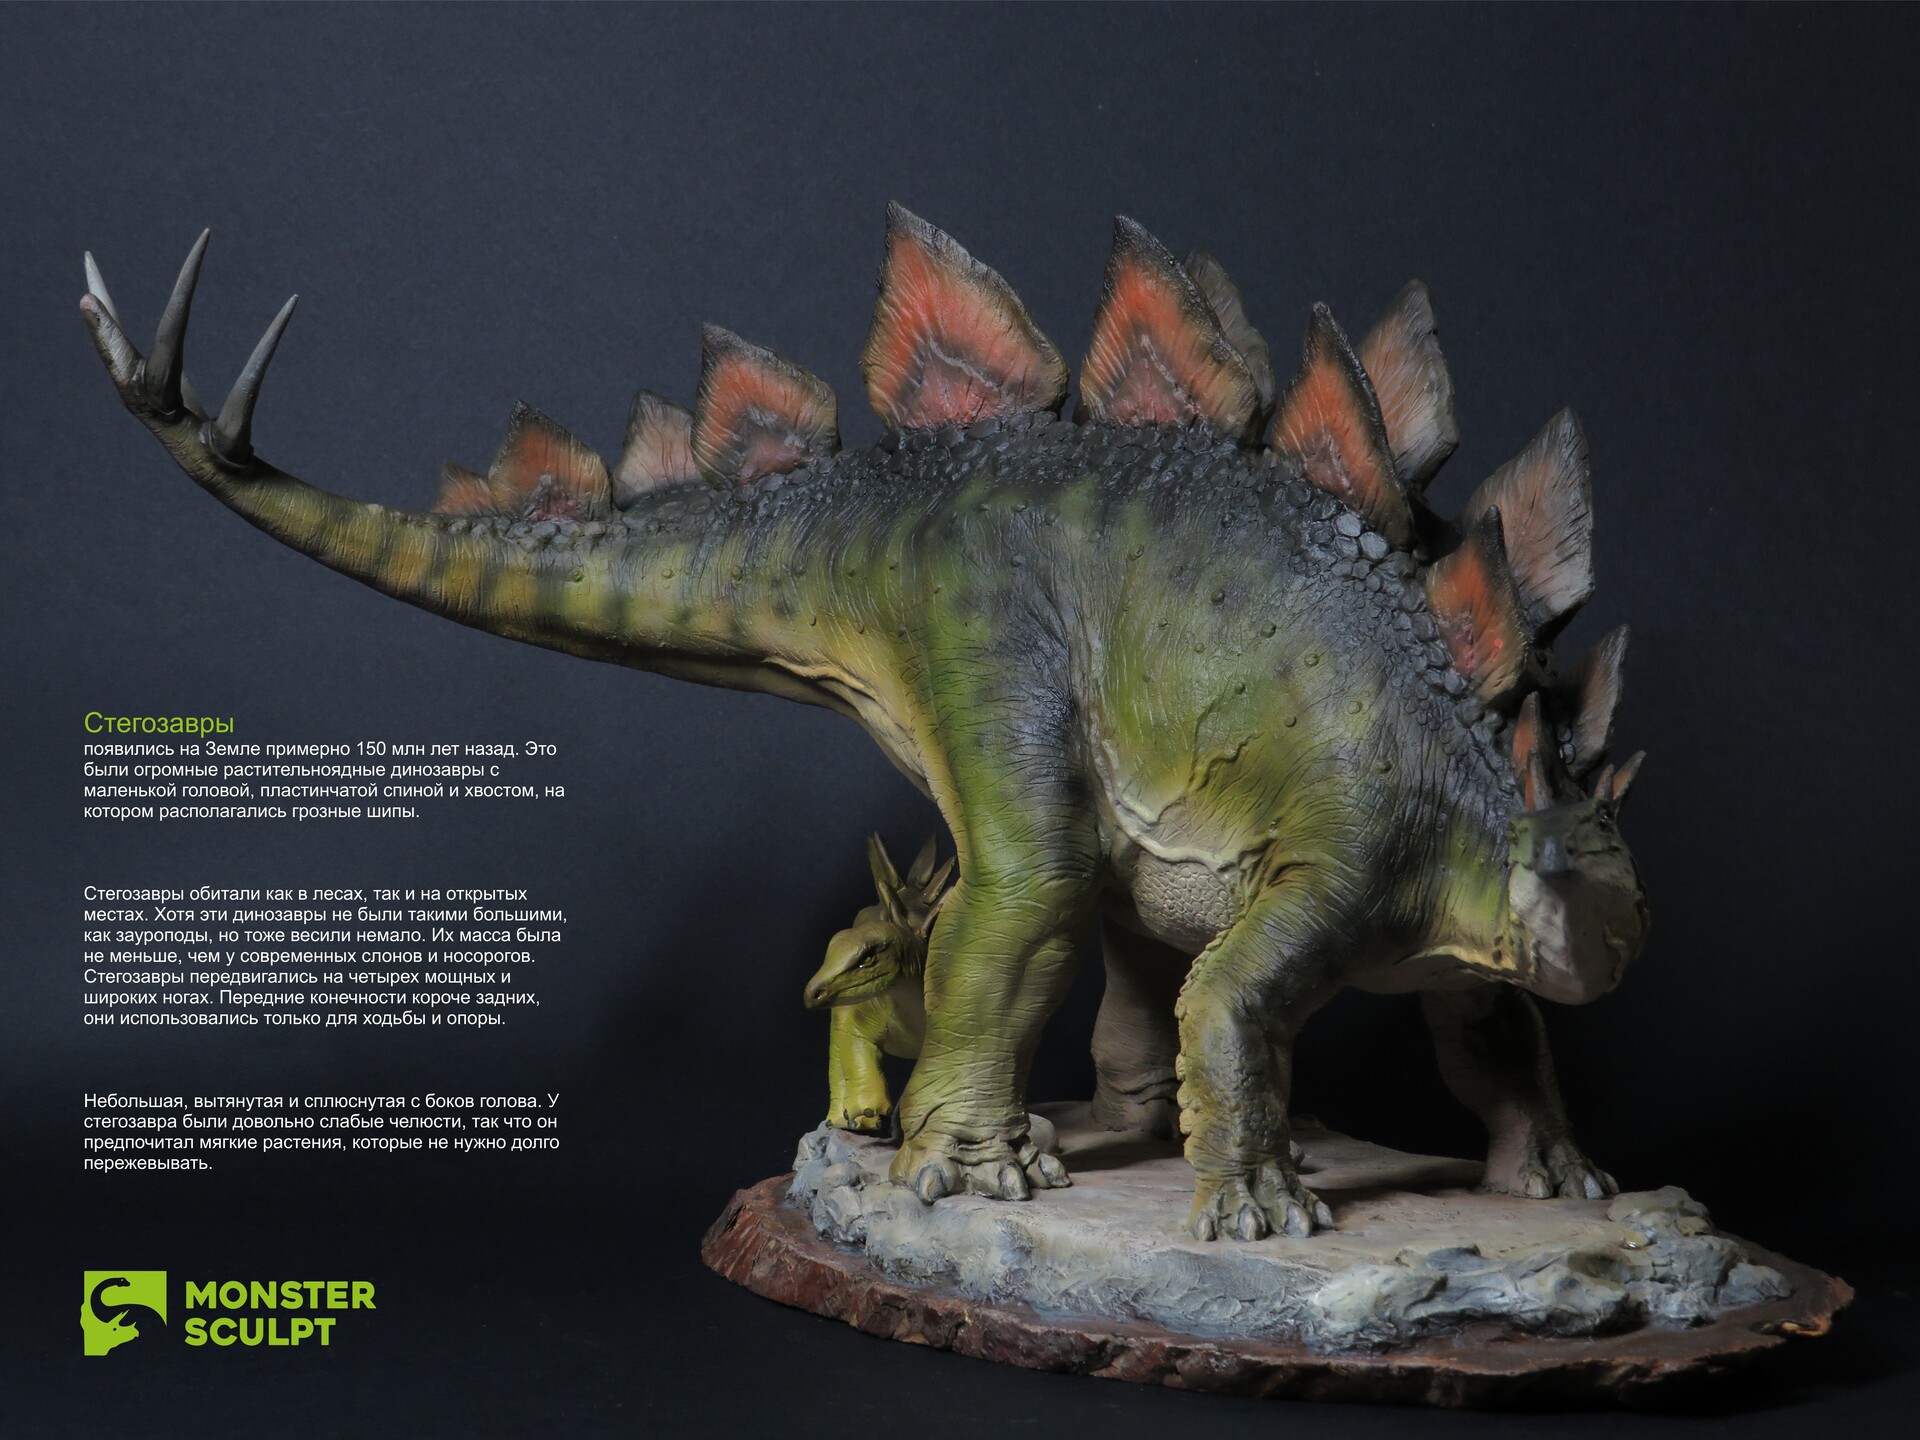 Стегозавры
появились на Земле примерно 150 млн лет назад. Это
были огромные растительноядные динозавры с
маленькой головой, пластинчатой спиной и хвостом, на
котором располагались грозные шипы.
Стегозавры обитали как в лесах, так и на открытых
местах. Хотя эти динозавры не были такими большими,
как зауроподы, но тоже весили немало. Их масса была
не меньше, чем у современных слонов и носорогов.
Стегозавры передвигались на четырех мощных и
широких ногах. Передние конечности короче задних,
они использовались только для ходьбы и опоры.
Небольшая, вытянутая и сплюснутая с боков голова. У
стегозавра были довольно слабые челюсти, так что он
предпочитал мягкие растения, которые не нужно долго
пережевывать.
MONSTER
SCULPT